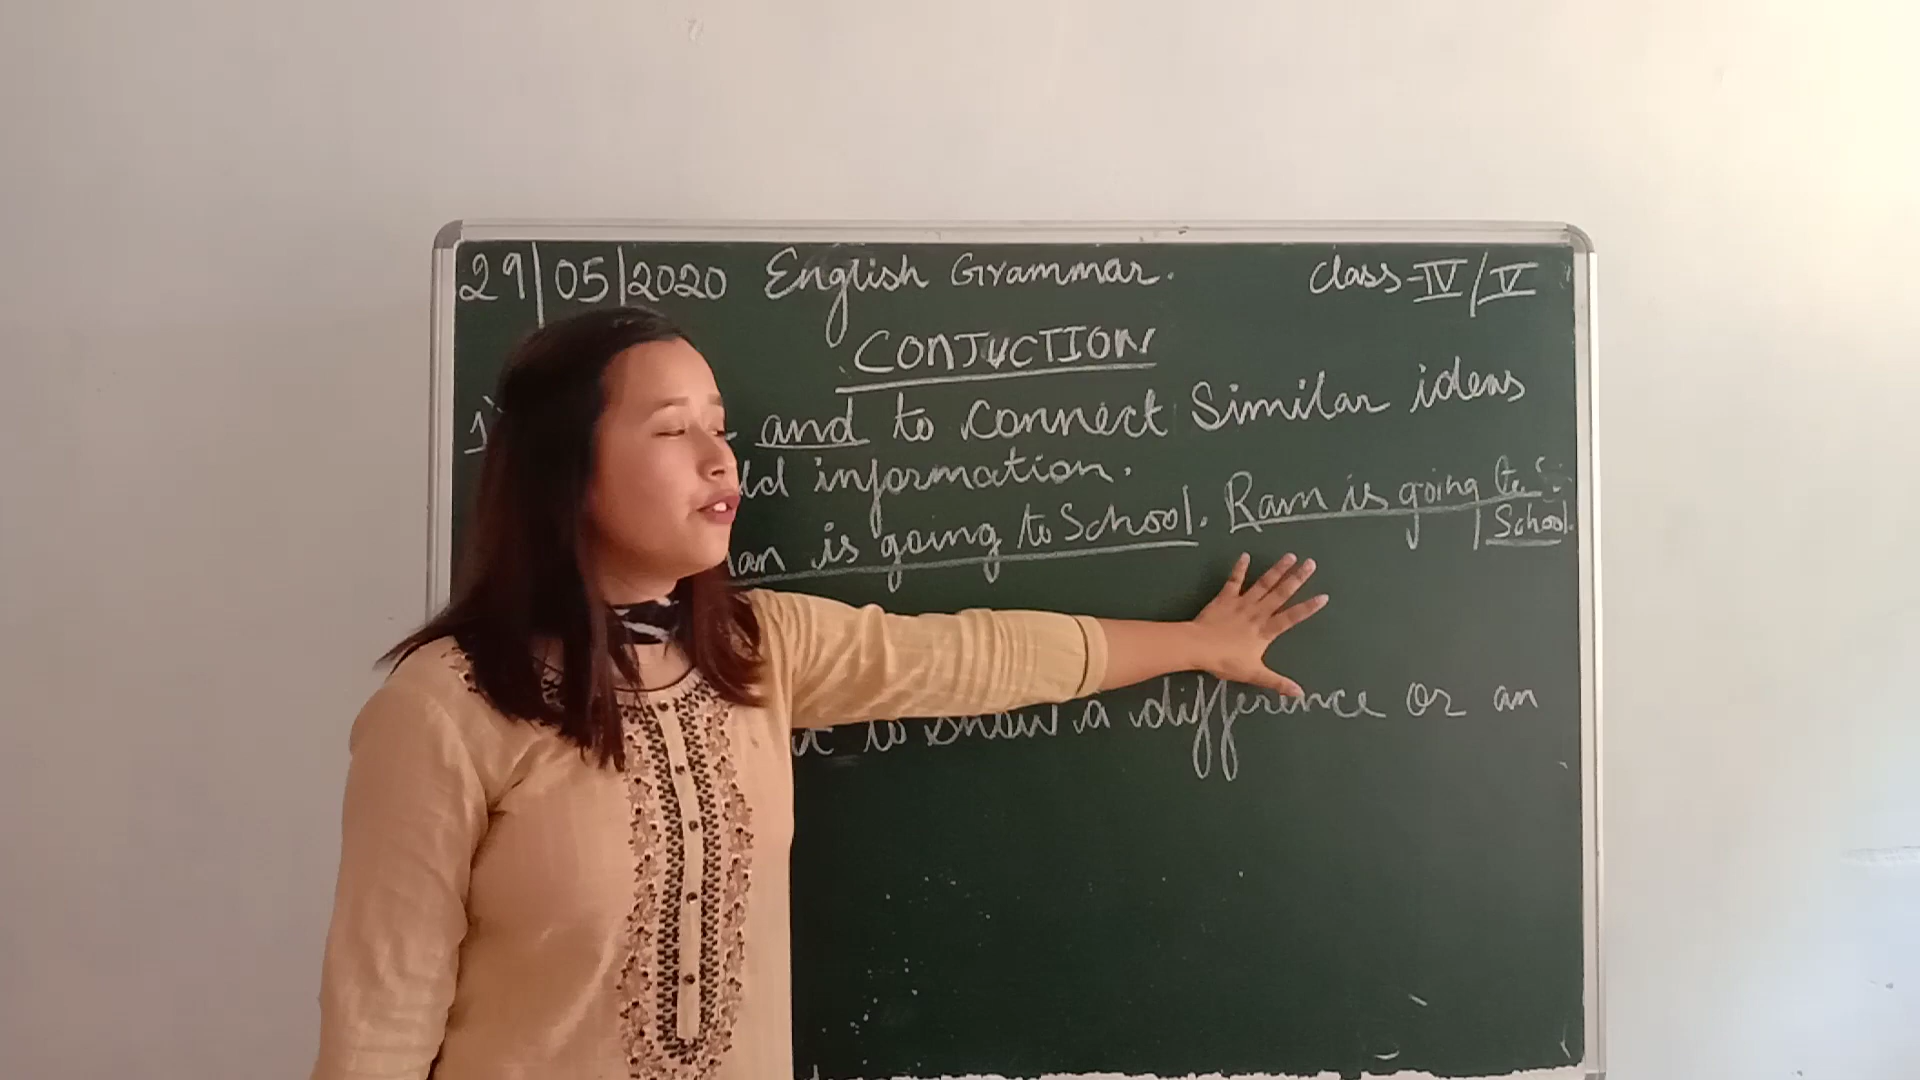 29/05/2020 English Grammar. Class-IV/V
CONJUCTION
1) and to connect Similar ideas
information.
is going to School. Ram is going to
School.
to show a difference or an